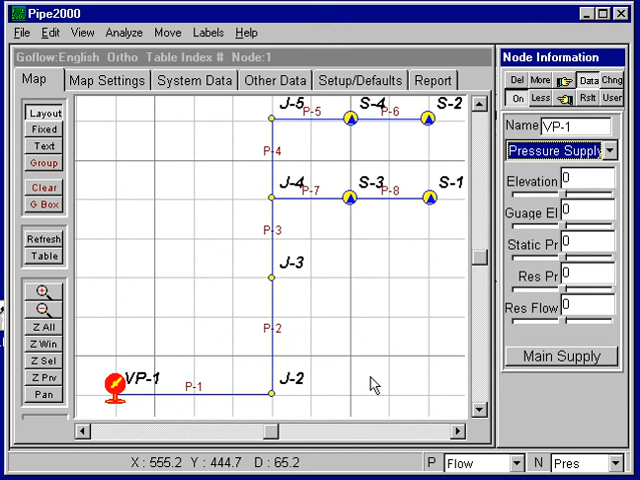 Pipe2000
File Edit View Analyze Move Labels Help
Goflow:English Ortho Table Index # Node:1
Map Map Settings System Data Other Data Setup/Defaults Report
Layout
Fixed
Text
Group
Clear
G Box
Refresh
Table
Z All
Z Win
Z Sel
Z Prv
Pan
J-5 S-4 S-2
P-5 P-6
P-4
J-4 S-3 S-1
P-7 P-8
P-3
J-3
P-2
VP-1 J-2
P-1
Node Information
Del More Data Chng
On Less Rslt User
Name VP-1
Pressure Supply
Elevation 0
Guage El 0
Static Pr 0
Res Pr 0
Res Flow 0
Main Supply
X : 555.2 Y : 444.7 D : 65.2 P Flow N Pres